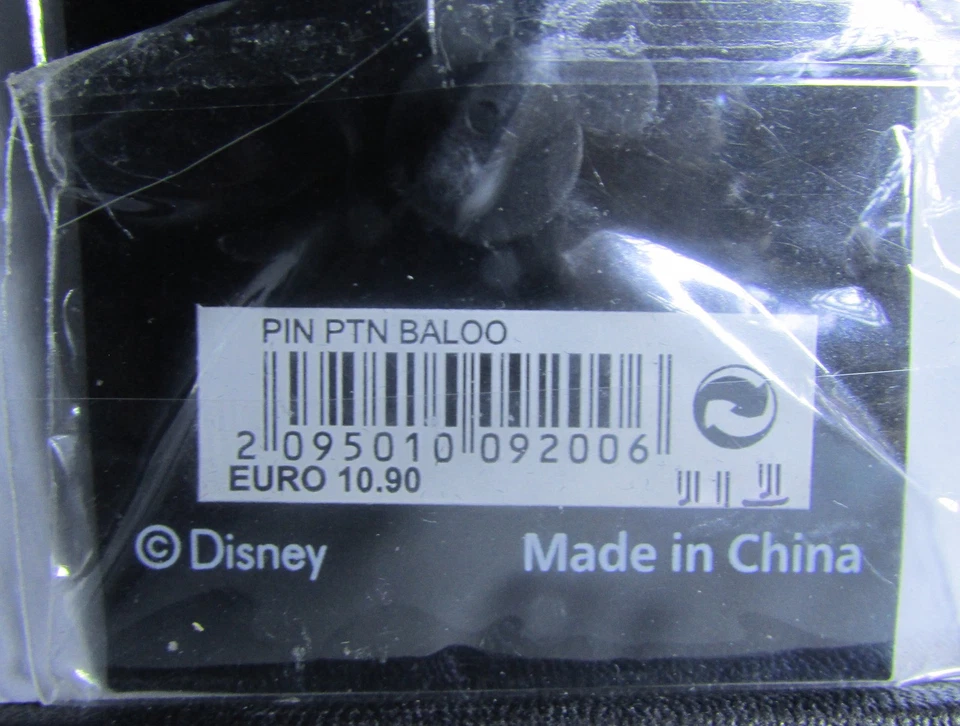 PIN PTN BALOO
2 095010 092006
EURO 10.90
© Disney
Made in China